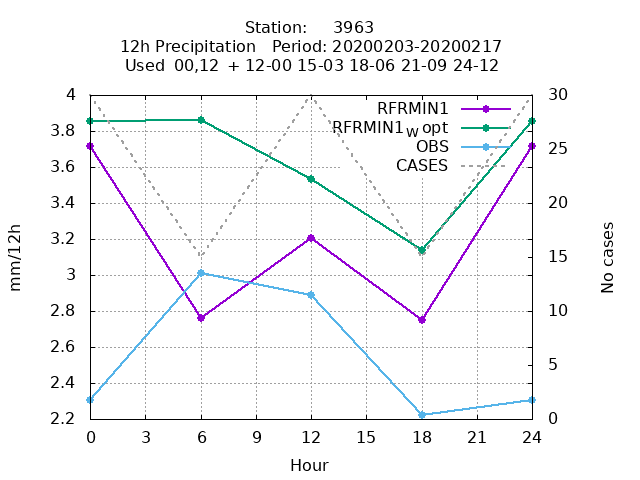 Station: 3963
12h Precipitation Period: 20200203-20200217
Used 00,12 + 12-00 15-03 18-06 21-09 24-12
4
3.8
3.6
3.4
3.2
3
2.8
2.6
2.4
2.2
30
25
20
15
10
5
0
RFRMIN1
RFRMIN1wopt
OBS
CASES
mm/12h
No cases
0 3 6 9 12 15 18 21 24
Hour